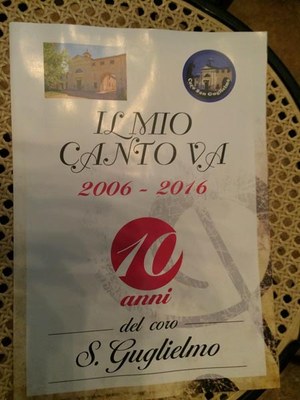 IL MIO
CANTO VA
2006 - 2016
10
anni
del coro
S. Guglielmo